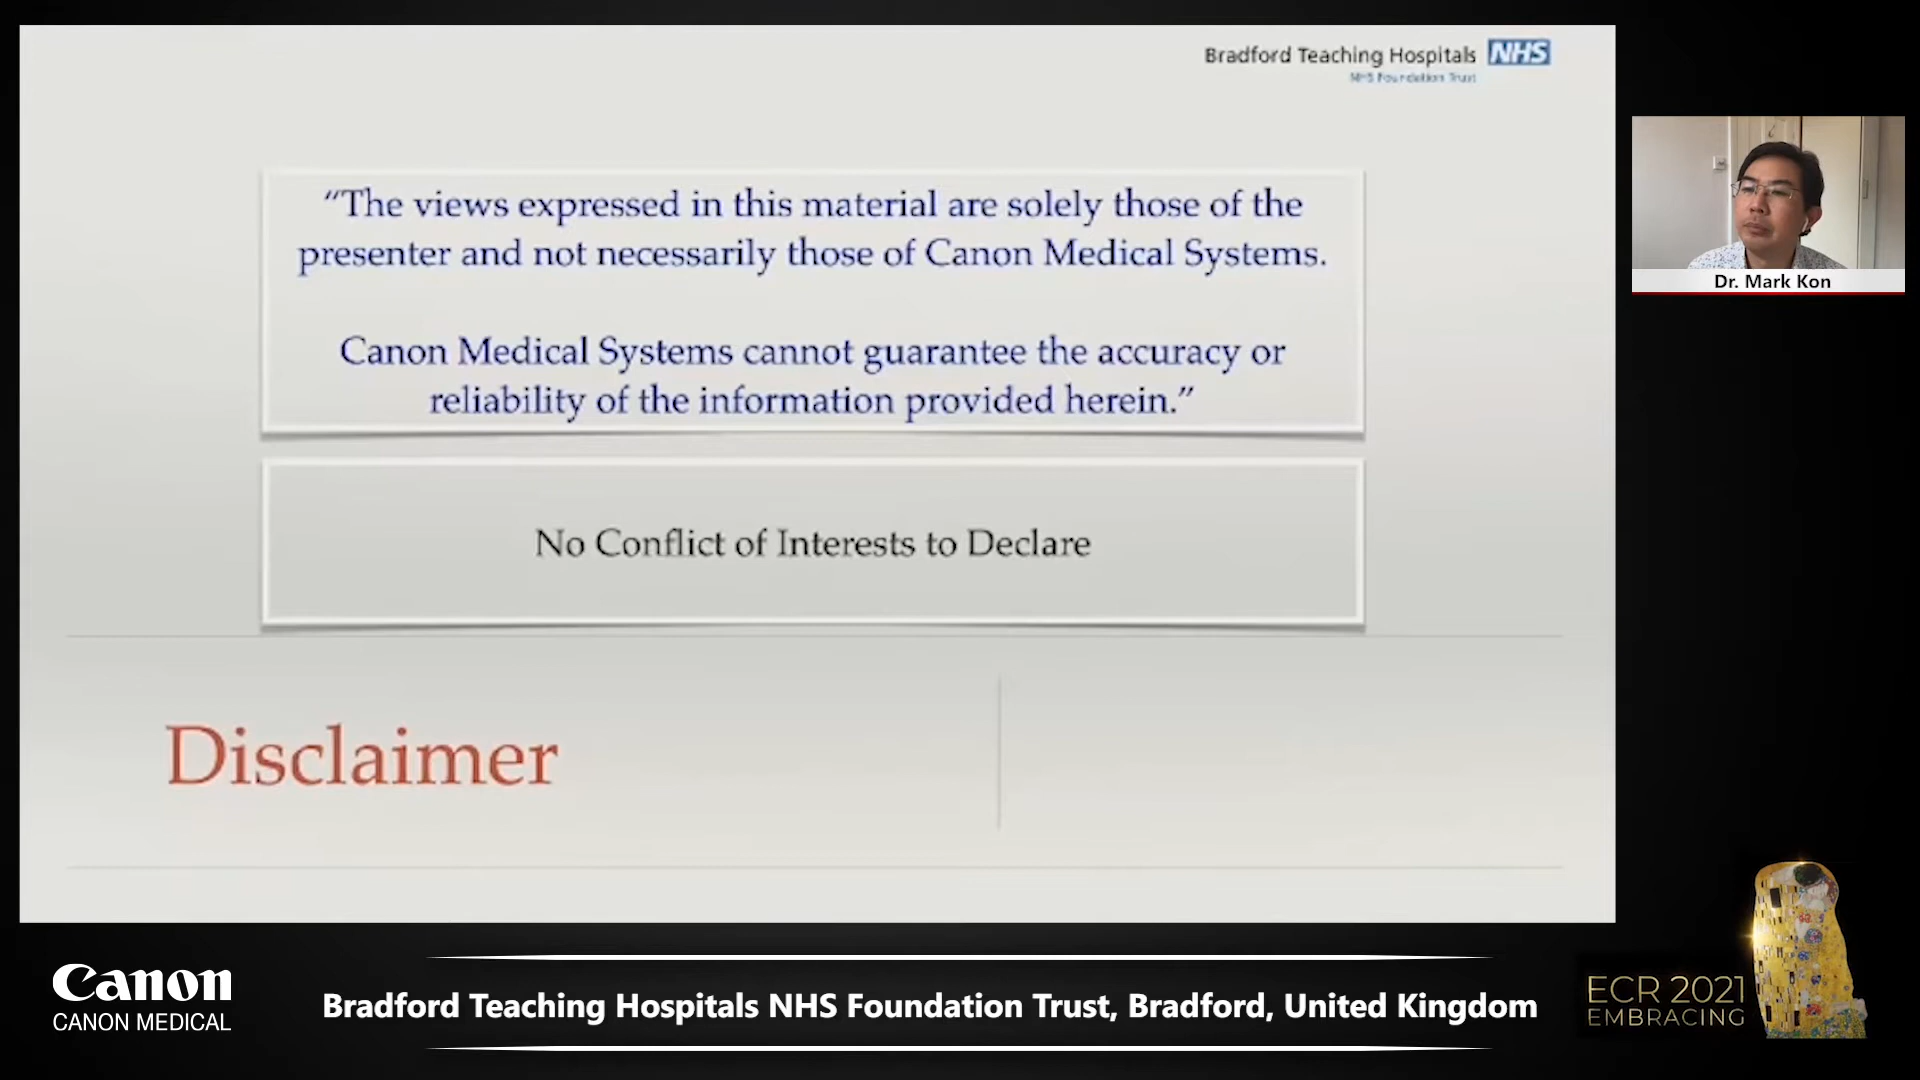 Bradford Teaching Hospitals NHS
NHS Foundation Trust
“The views expressed in this material are solely those of the
presenter and not necessarily those of Canon Medical Systems.
Canon Medical Systems cannot guarantee the accuracy or
reliability of the information provided herein.”
No Conflict of Interests to Declare
Disclaimer
Dr. Mark Kon
Canon
CANON MEDICAL
Bradford Teaching Hospitals NHS Foundation Trust, Bradford, United Kingdom
ECR 2021
EMBRACING